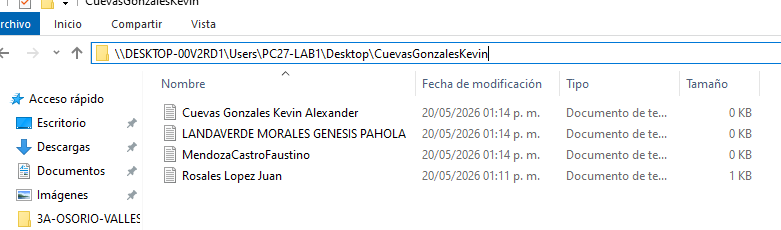 CuevasGonzalesKevin
Archivo Inicio Compartir Vista
\\DESKTOP-00V2RD1\Users\PC27-LAB1\Desktop\CuevasGonzalesKevin
Nombre Fecha de modificación Tipo Tamaño
Acceso rápido
Escritorio
Descargas
Documentos
Imágenes
3A-OSORIO-VALLES
Cuevas Gonzales Kevin Alexander 20/05/2026 01:14 p. m. Documento de te... 0 KB
LANDAVERDE MORALES GENESIS PAHOLA 20/05/2026 01:14 p. m. Documento de te... 0 KB
MendozaCastroFaustino 20/05/2026 01:14 p. m. Documento de te... 0 KB
Rosales Lopez Juan 20/05/2026 01:11 p. m. Documento de te... 1 KB